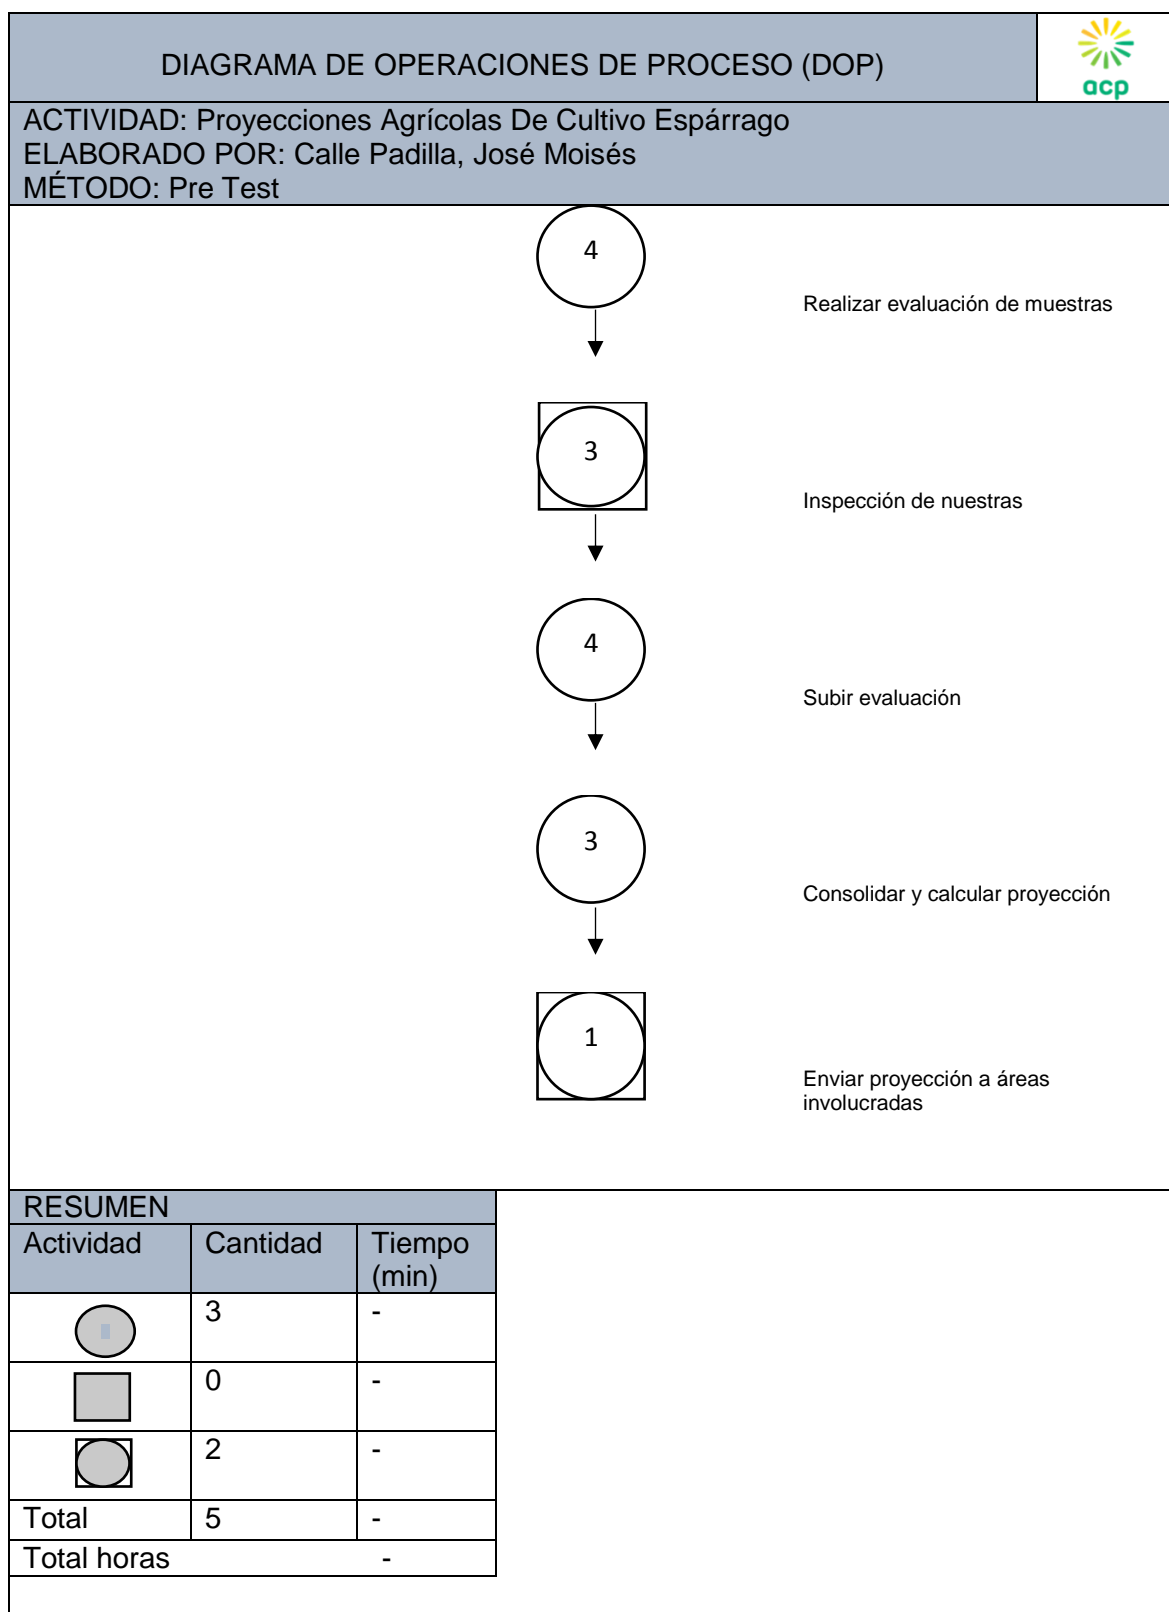 DIAGRAMA DE OPERACIONES DE PROCESO (DOP)
acp
ACTIVIDAD: Proyecciones Agrícolas De Cultivo Espárrago
ELABORADO POR: Calle Padilla, José Moisés
MÉTODO: Pre Test
4
Realizar evaluación de muestras
3
Inspección de nuestras
4
Subir evaluación
3
Consolidar y calcular proyección
1
Enviar proyección a áreas
involucradas
RESUMEN
Actividad Cantidad Tiempo
(min)
3 -
0 -
2 -
Total 5 -
Total horas -